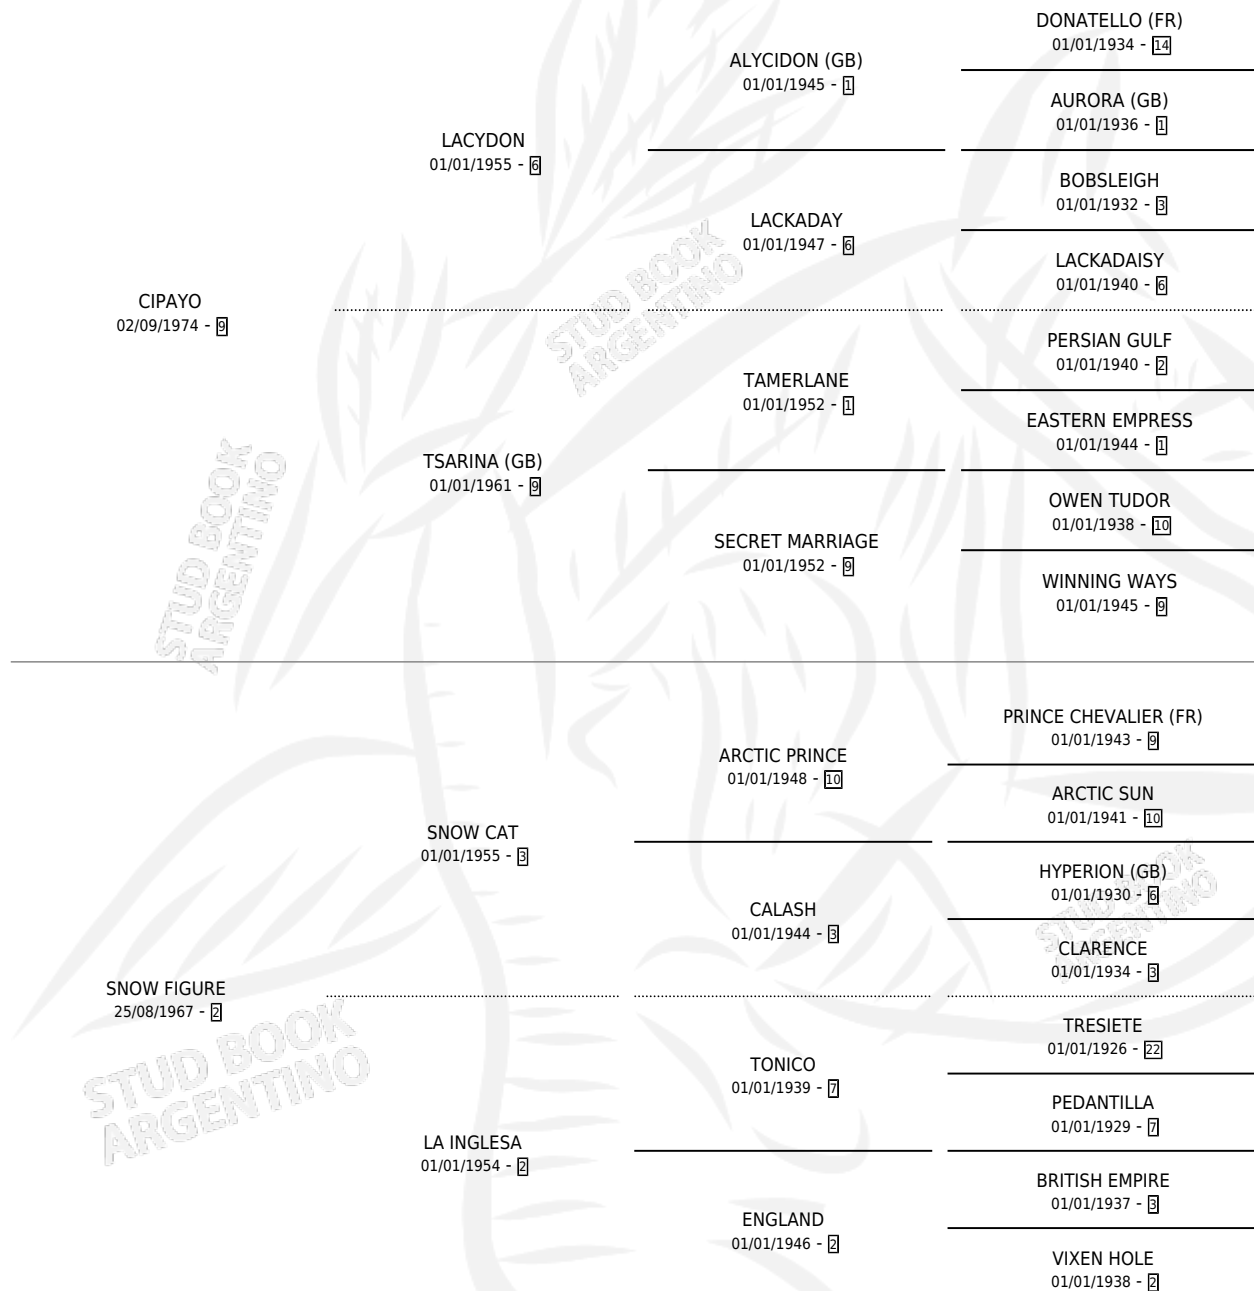 DONATELLO (FR)
01/01/1934 - 14
ALYCIDON (GB)
01/01/1945 - 1
AURORA (GB)
01/01/1936 - 1
LACYDON
01/01/1955 - 6
BOBSLEIGH
01/01/1932 - 3
LACKADAY
01/01/1947 - 6
LACKADAISY
01/01/1940 - 6
CIPAYO
02/09/1974 - 9
PERSIAN GULF
01/01/1940 - 2
TAMERLANE
01/01/1952 - 1
EASTERN EMPRESS
01/01/1944 - 1
TSARINA (GB)
01/01/1961 - 9
OWEN TUDOR
01/01/1938 - 10
SECRET MARRIAGE
01/01/1952 - 9
WINNING WAYS
01/01/1945 - 9
PRINCE CHEVALIER (FR)
01/01/1943 - 9
ARCTIC PRINCE
01/01/1948 - 10
ARCTIC SUN
01/01/1941 - 10
SNOW CAT
01/01/1955 - 3
HYPERION (GB)
01/01/1930 - 6
CALASH
01/01/1944 - 3
CLARENCE
01/01/1934 - 3
SNOW FIGURE
25/08/1967 - 2
TRESIETE
01/01/1926 - 22
TONICO
01/01/1939 - 7
PEDANTILLA
01/01/1929 - 7
LA INGLESA
01/01/1954 - 2
BRITISH EMPIRE
01/01/1937 - 3
ENGLAND
01/01/1946 - 2
VIXEN HOLE
01/01/1938 - 2
STUD BOOK
ARGENTINO
STUD BOOK
ARGENTINO
STUD BOOK
ARGENTINO
STUD BOOK
ARGENTINO